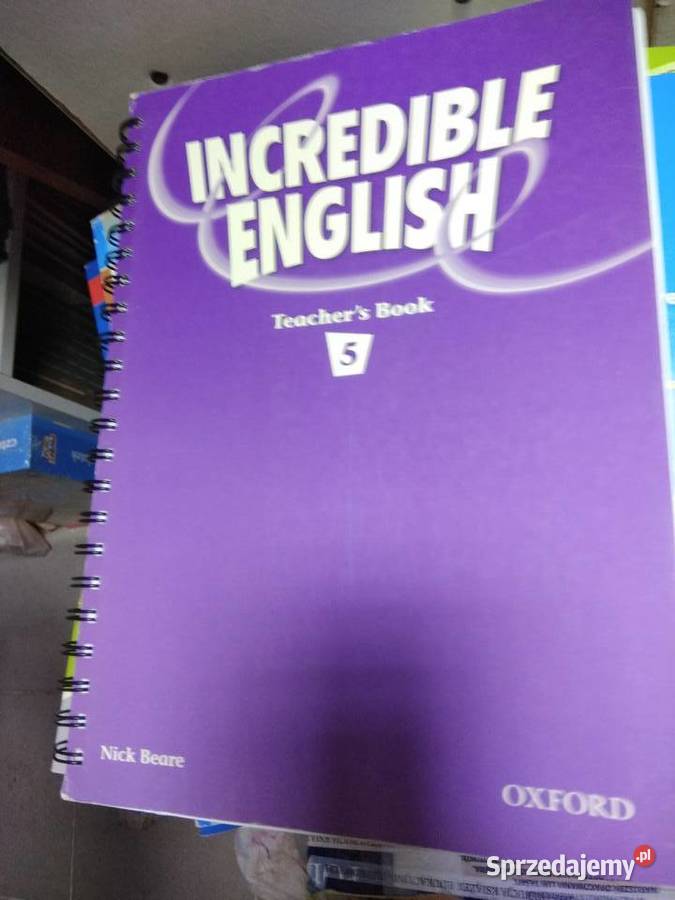 INCREDIBLE
ENGLISH
Teacher's Book
5
Nick Beare
OXFORD
Sprzedajemy.pl